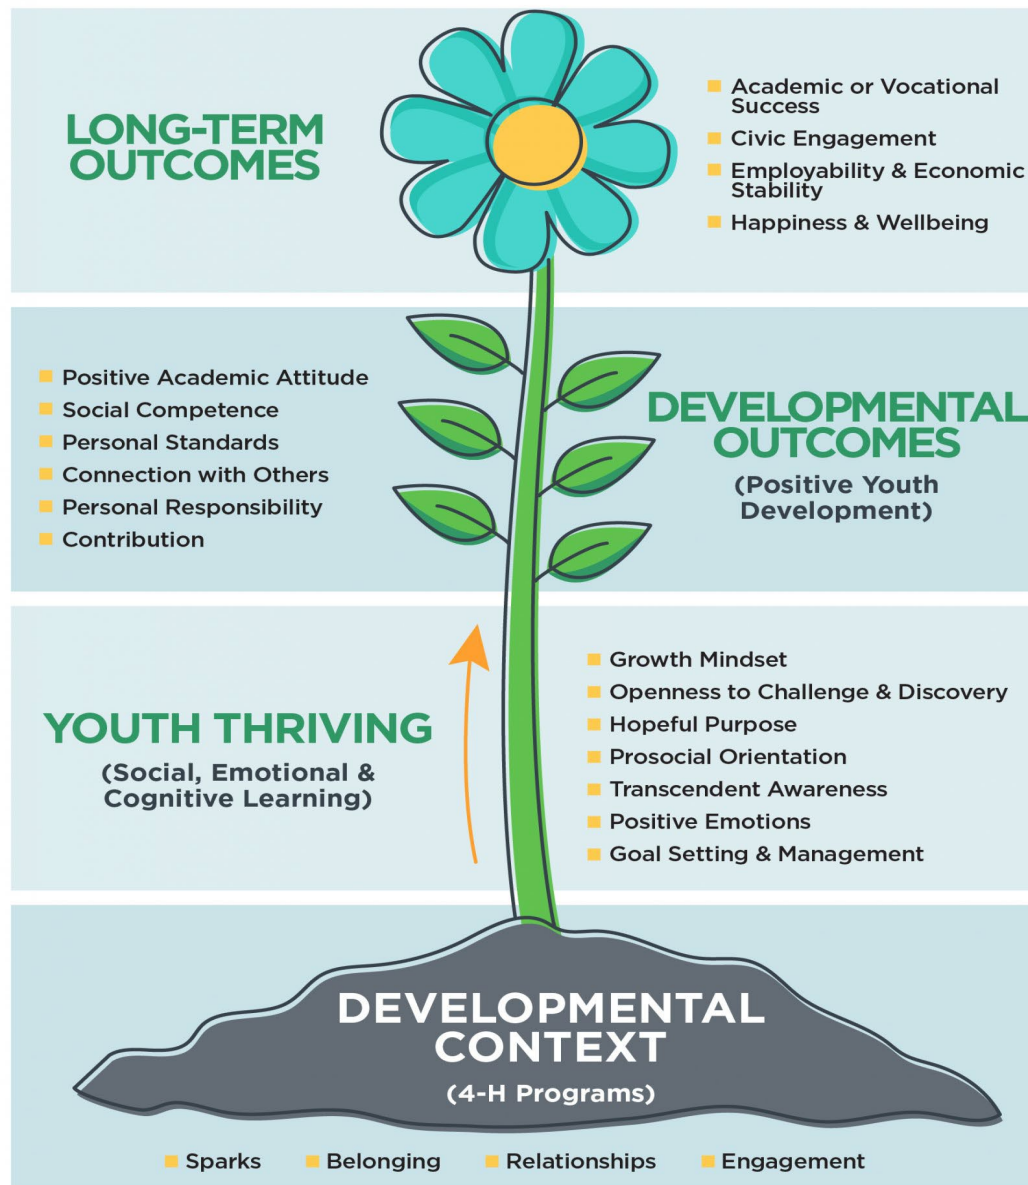 LONG-TERM
OUTCOMES
Academic or Vocational
Success
Civic Engagement
Employability & Economic
Stability
Happiness & Wellbeing
Positive Academic Attitude
Social Competence
Personal Standards
Connection with Others
Personal Responsibility
Contribution
DEVELOPMENTAL
OUTCOMES
(Positive Youth
Development)
YOUTH THRIVING
(Social, Emotional &
Cognitive Learning)
Growth Mindset
Openness to Challenge & Discovery
Hopeful Purpose
Prosocial Orientation
Transcendent Awareness
Positive Emotions
Goal Setting & Management
DEVELOPMENTAL
CONTEXT
(4-H Programs)
Sparks Belonging Relationships Engagement